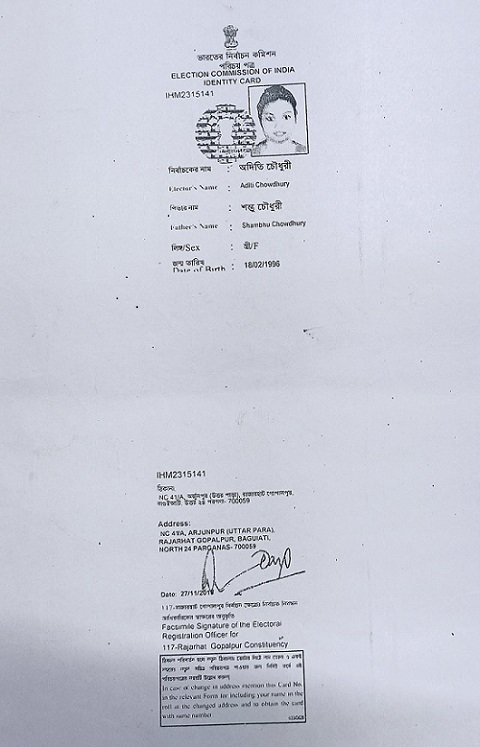 ভারতের নির্বাচন কমিশন
পরিচয় পত্র
ELECTION COMMISSION OF INDIA
IDENTITY CARD
IHM2315141
নির্বাচকের নাম : অদিতি চৌধুরী
Elector's Name : Aditi Chowdhury
পিতার নাম : শম্ভু চৌধুরী
Father's Name : Shambhu Chowdhury
লিঙ্গ/Sex : স্ত্রী/F
জন্ম তারিখ
Date of Birth : 18/02/1996
IHM2315141
ঠিকানা:
NC 41/A, অর্জুনপুর (উত্তর পাড়া), রাজারহাট গোপালপুর,
বাগুইআটি, উত্তর ২৪ পরগনা- 700059
Address:
NC 41/A, ARJUNPUR (UTTAR PARA),
RAJARHAT GOPALPUR, BAGUIATI,
NORTH 24 PARGANAS- 700059
Date: 27/11/
117-রাজারহাট গোপালপুর নির্বাচন ক্ষেত্রের নির্বাচক নিবন্ধন
আধিকারিকের স্বাক্ষরের অনুকৃতি
Facsimile Signature of the Electoral
Registration Officer for
117-Rajarhat Gopalpur Constituency
In case of change in address mention this Card No.
in the relevant Form for including your name in the
roll at the changed address and to obtain the card
with same number